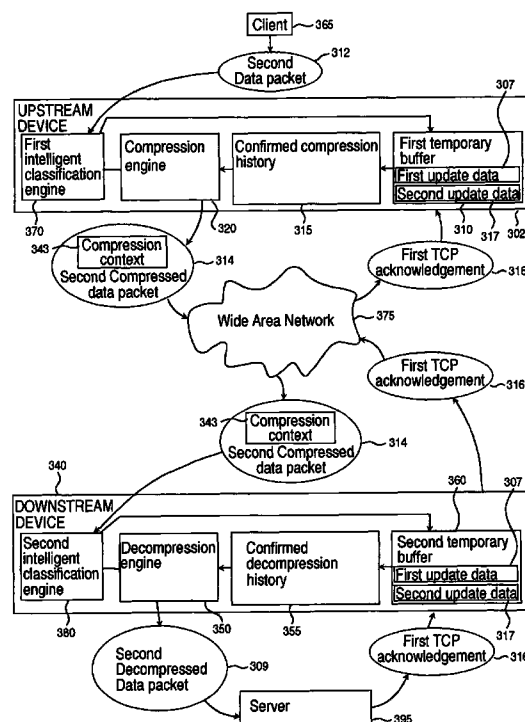 Client
365
312
Second
Data packet
307
UPSTREAM
DEVICE
First
intelligent
classification
engine
Compression
engine
Confirmed compression
history
First temporary
buffer
First update data
Second update data
370
320
315
310
317
302
343
Compression
context
Second Compressed
data packet
314
First TCP
acknowledgement
316
Wide Area Network
375
First TCP
acknowledgement
316
343
Compression
context
Second Compressed
data packet
314
340
360
307
DOWNSTREAM
DEVICE
Second
intelligent
classification
engine
Decompression
engine
Confirmed
decompression
history
Second temporary
buffer
First update data
Second update data
380
350
355
317
Second
Decompressed
Data packet
309
First TCP
acknowledgement
316
Server
395